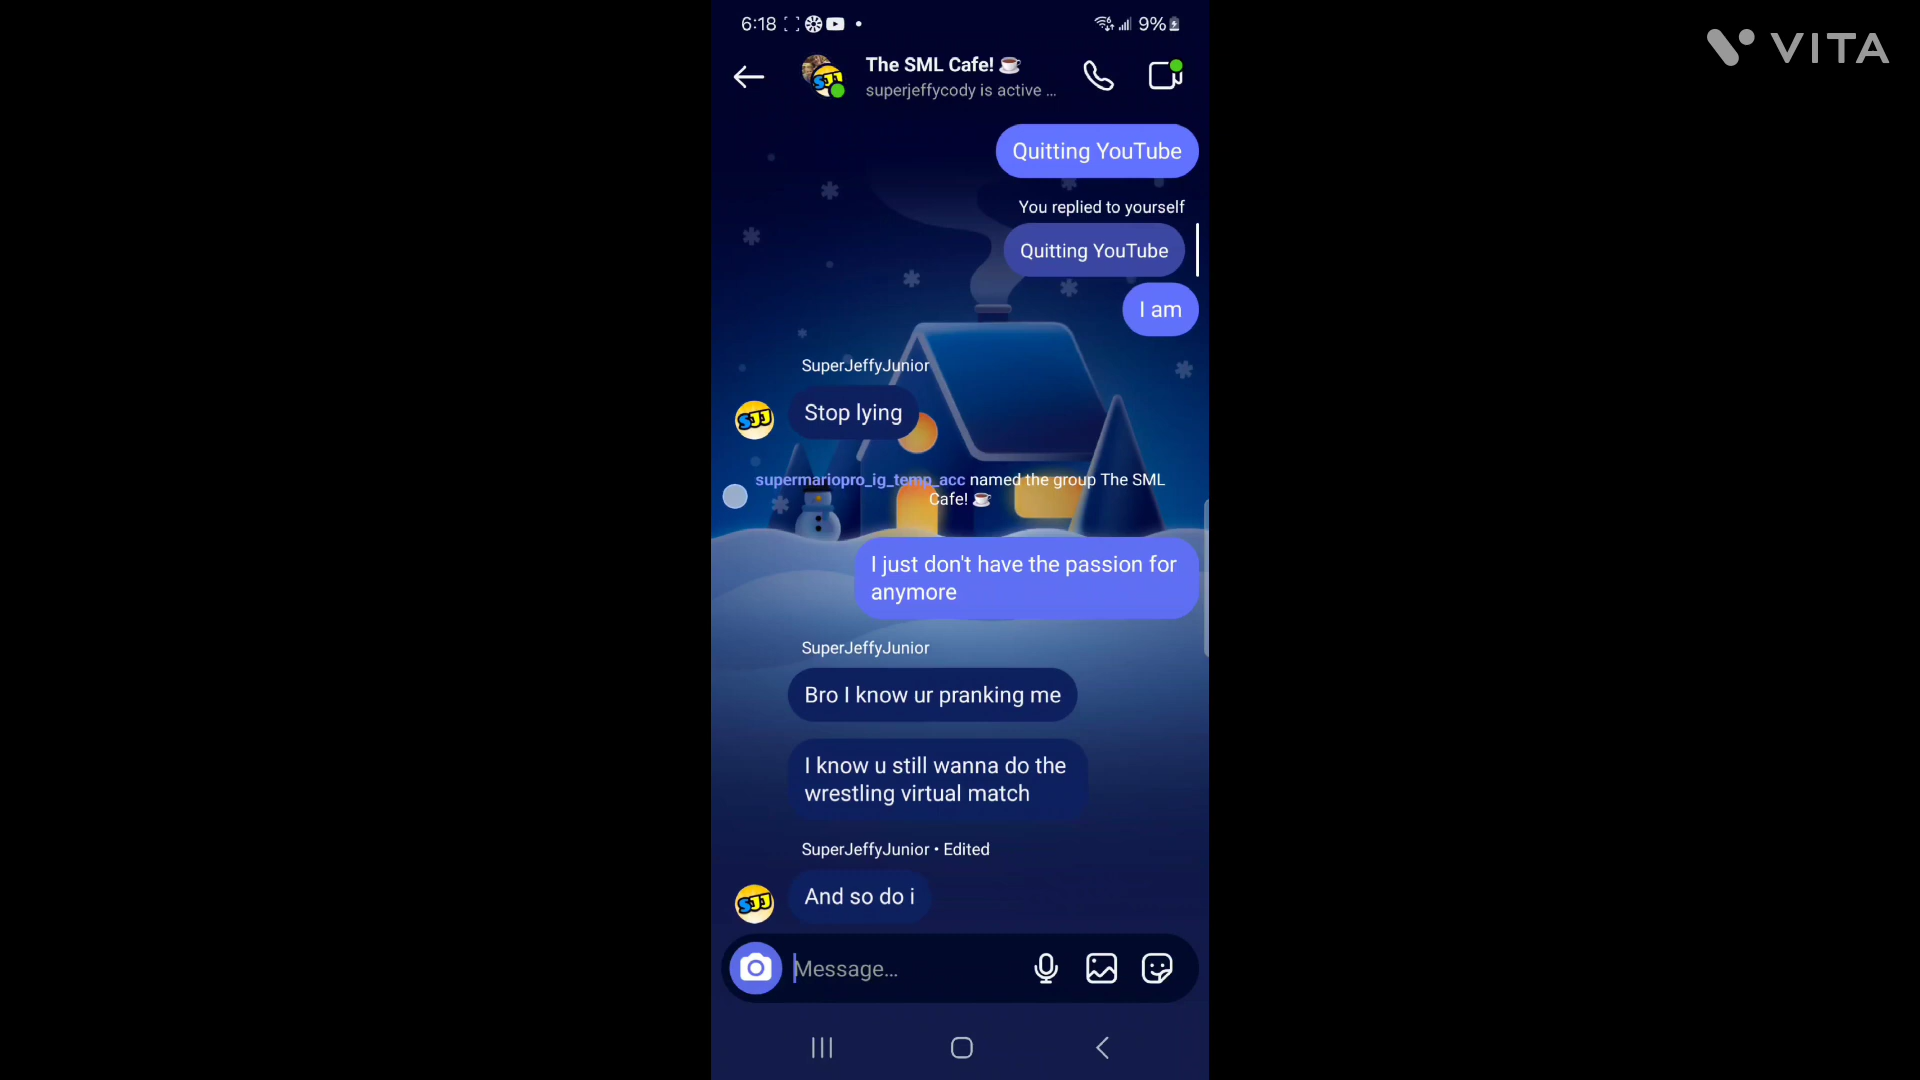 6:18
9%
VITA
The SML Cafe! ☕
superjeffycody is active ...
Quitting YouTube
You replied to yourself
Quitting YouTube
I am
SuperJeffyJunior
Stop lying
SJJ
supermariopro_ig_temp_acc named the group The SML
Cafe! ☕
I just don't have the passion for
anymore
SuperJeffyJunior
Bro I know ur pranking me
I know u still wanna do the
wrestling virtual match
SuperJeffyJunior • Edited
And so do i
SJJ
Message...